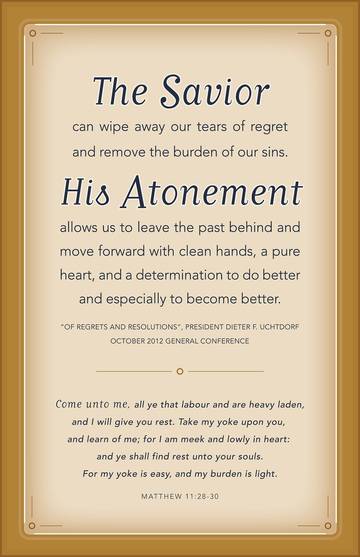 The Savior
can wipe away our tears of regret
and remove the burden of our sins.
His Atonement
allows us to leave the past behind and
move forward with clean hands, a pure
heart, and a determination to do better
and especially to become better.
"OF REGRETS AND RESOLUTIONS", PRESIDENT DIETER F. UCHTDORF
OCTOBER 2012 GENERAL CONFERENCE
Come unto me, all ye that labour and are heavy laden,
and I will give you rest. Take my yoke upon you,
and learn of me; for I am meek and lowly in heart:
and ye shall find rest unto your souls.
For my yoke is easy, and my burden is light.
MATTHEW 11:28-30